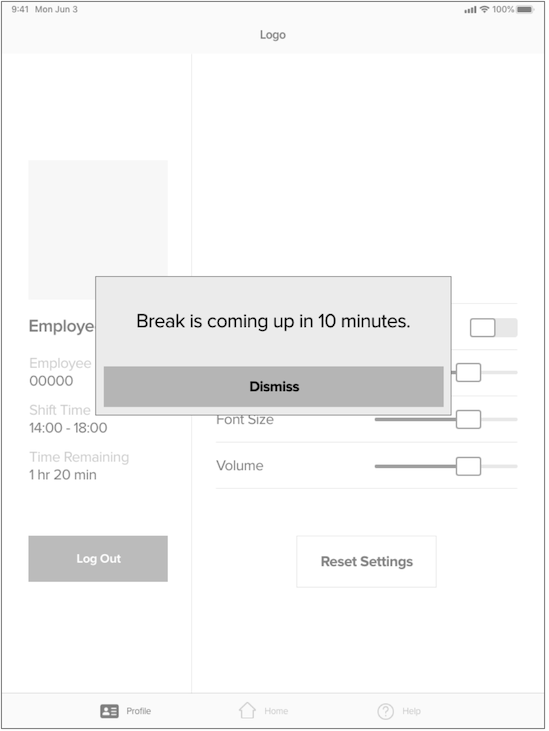 9:41 Mon Jun 3
100%
Logo
Break is coming up in 10 minutes.
Dismiss
Employe
Employee
00000
Shift Time
14:00 - 18:00
Time Remaining
1 hr 20 min
Log Out
Font Size
Volume
Reset Settings
Profile
Home
Help